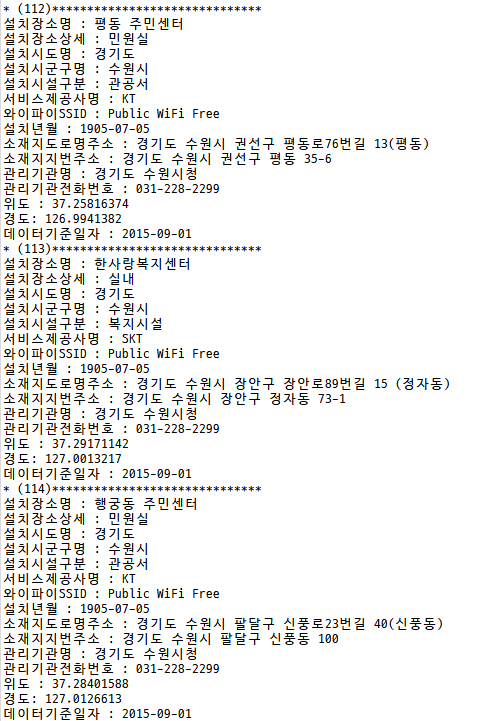 * (112)******************************
설치장소명 : 평동 주민센터
설치장소상세 : 민원실
설치시도명 : 경기도
설치시군구명 : 수원시
설치시설구분 : 관공서
서비스제공사명 : KT
와이파이SSID : Public WiFi Free
설치년월 : 1905-07-05
소재지도로명주소 : 경기도 수원시 권선구 평동로76번길 13(평동)
소재지지번주소 : 경기도 수원시 권선구 평동 35-6
관리기관명 : 경기도 수원시청
관리기관전화번호 : 031-228-2299
위도 : 37.25816374
경도: 126.9941382
데이터기준일자 : 2015-09-01
* (113)******************************
설치장소명 : 한사랑복지센터
설치장소상세 : 실내
설치시도명 : 경기도
설치시군구명 : 수원시
설치시설구분 : 복지시설
서비스제공사명 : SKT
와이파이SSID : Public WiFi Free
설치년월 : 1905-07-05
소재지도로명주소 : 경기도 수원시 장안구 장안로89번길 15 (정자동)
소재지지번주소 : 경기도 수원시 장안구 정자동 73-1
관리기관명 : 경기도 수원시청
관리기관전화번호 : 031-228-2299
위도 : 37.29171142
경도: 127.0013217
데이터기준일자 : 2015-09-01
* (114)******************************
설치장소명 : 행궁동 주민센터
설치장소상세 : 민원실
설치시도명 : 경기도
설치시군구명 : 수원시
설치시설구분 : 관공서
서비스제공사명 : KT
와이파이SSID : Public WiFi Free
설치년월 : 1905-07-05
소재지도로명주소 : 경기도 수원시 팔달구 신풍로23번길 40(신풍동)
소재지지번주소 : 경기도 수원시 팔달구 신풍동 100
관리기관명 : 경기도 수원시청
관리기관전화번호 : 031-228-2299
위도 : 37.28401588
경도: 127.0126613
데이터기준일자 : 2015-09-01